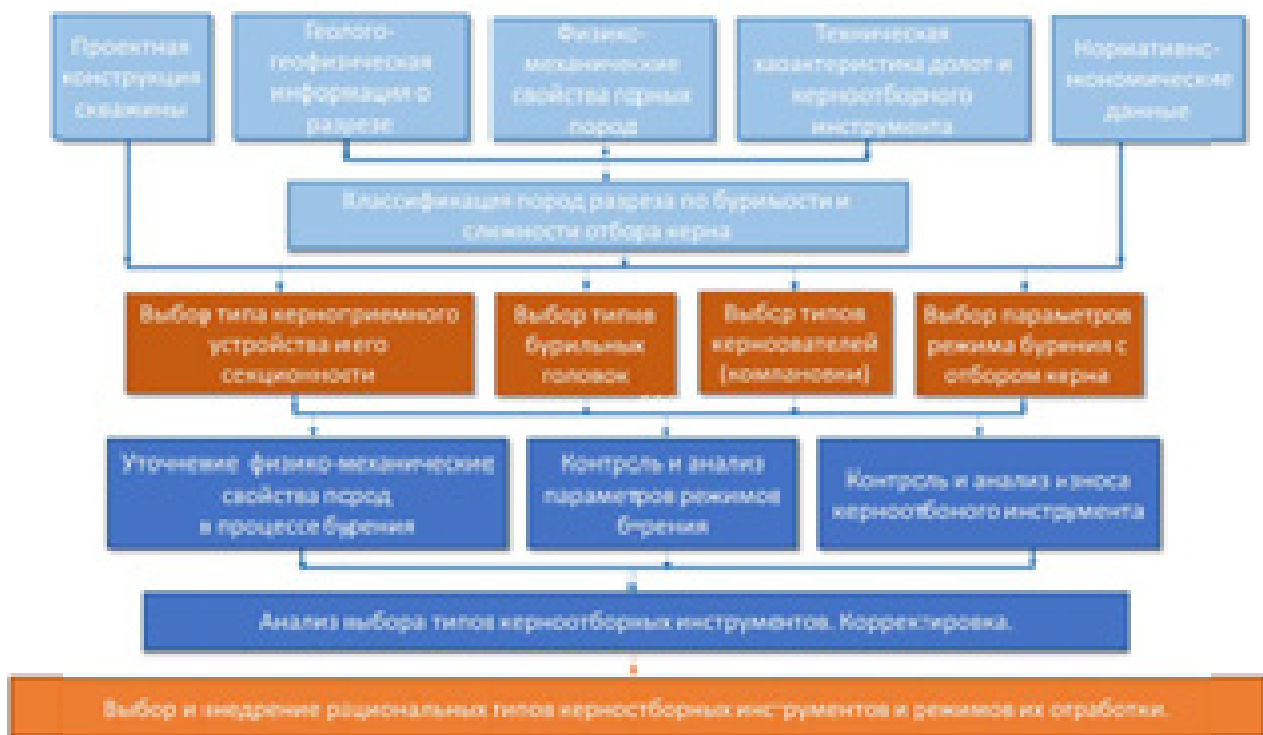 Проектная
конструкция
скважины
Геолого-
геофизическая
информация о
разрезе
Физико-
механические
свойства горных
пород
Техническая
характеристика долот и
керноотборного
инструмента
Нормативно-
экономические
данные
Классификация пород разреза по буримости и
сложности отбора керна
Выбор типа керноприемного
устройства и его
секционности
Выбор типов
бурильных
головок
Выбор типов
керноователей
(компановки)
Выбор параметров
режима бурения с
отбором керна
Уточнение физико-механические
свойства пород
в процессе бурения
Контроль и анализ
параметров режимов
бурения
Контроль и анализ износа
керноотбоного инструмента
Анализ выбора типов керноотборных инструментов. Корректировка.
Выбор и внедрение рациональных типов керноотборных инструментов и режимов их отработки.